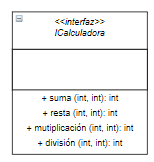 <<interfaz>>
ICalculadora
+ suma (int, int): int
+ resta (int, int): int
+ mutiplicación (int, int): int
+ división (int, int): int